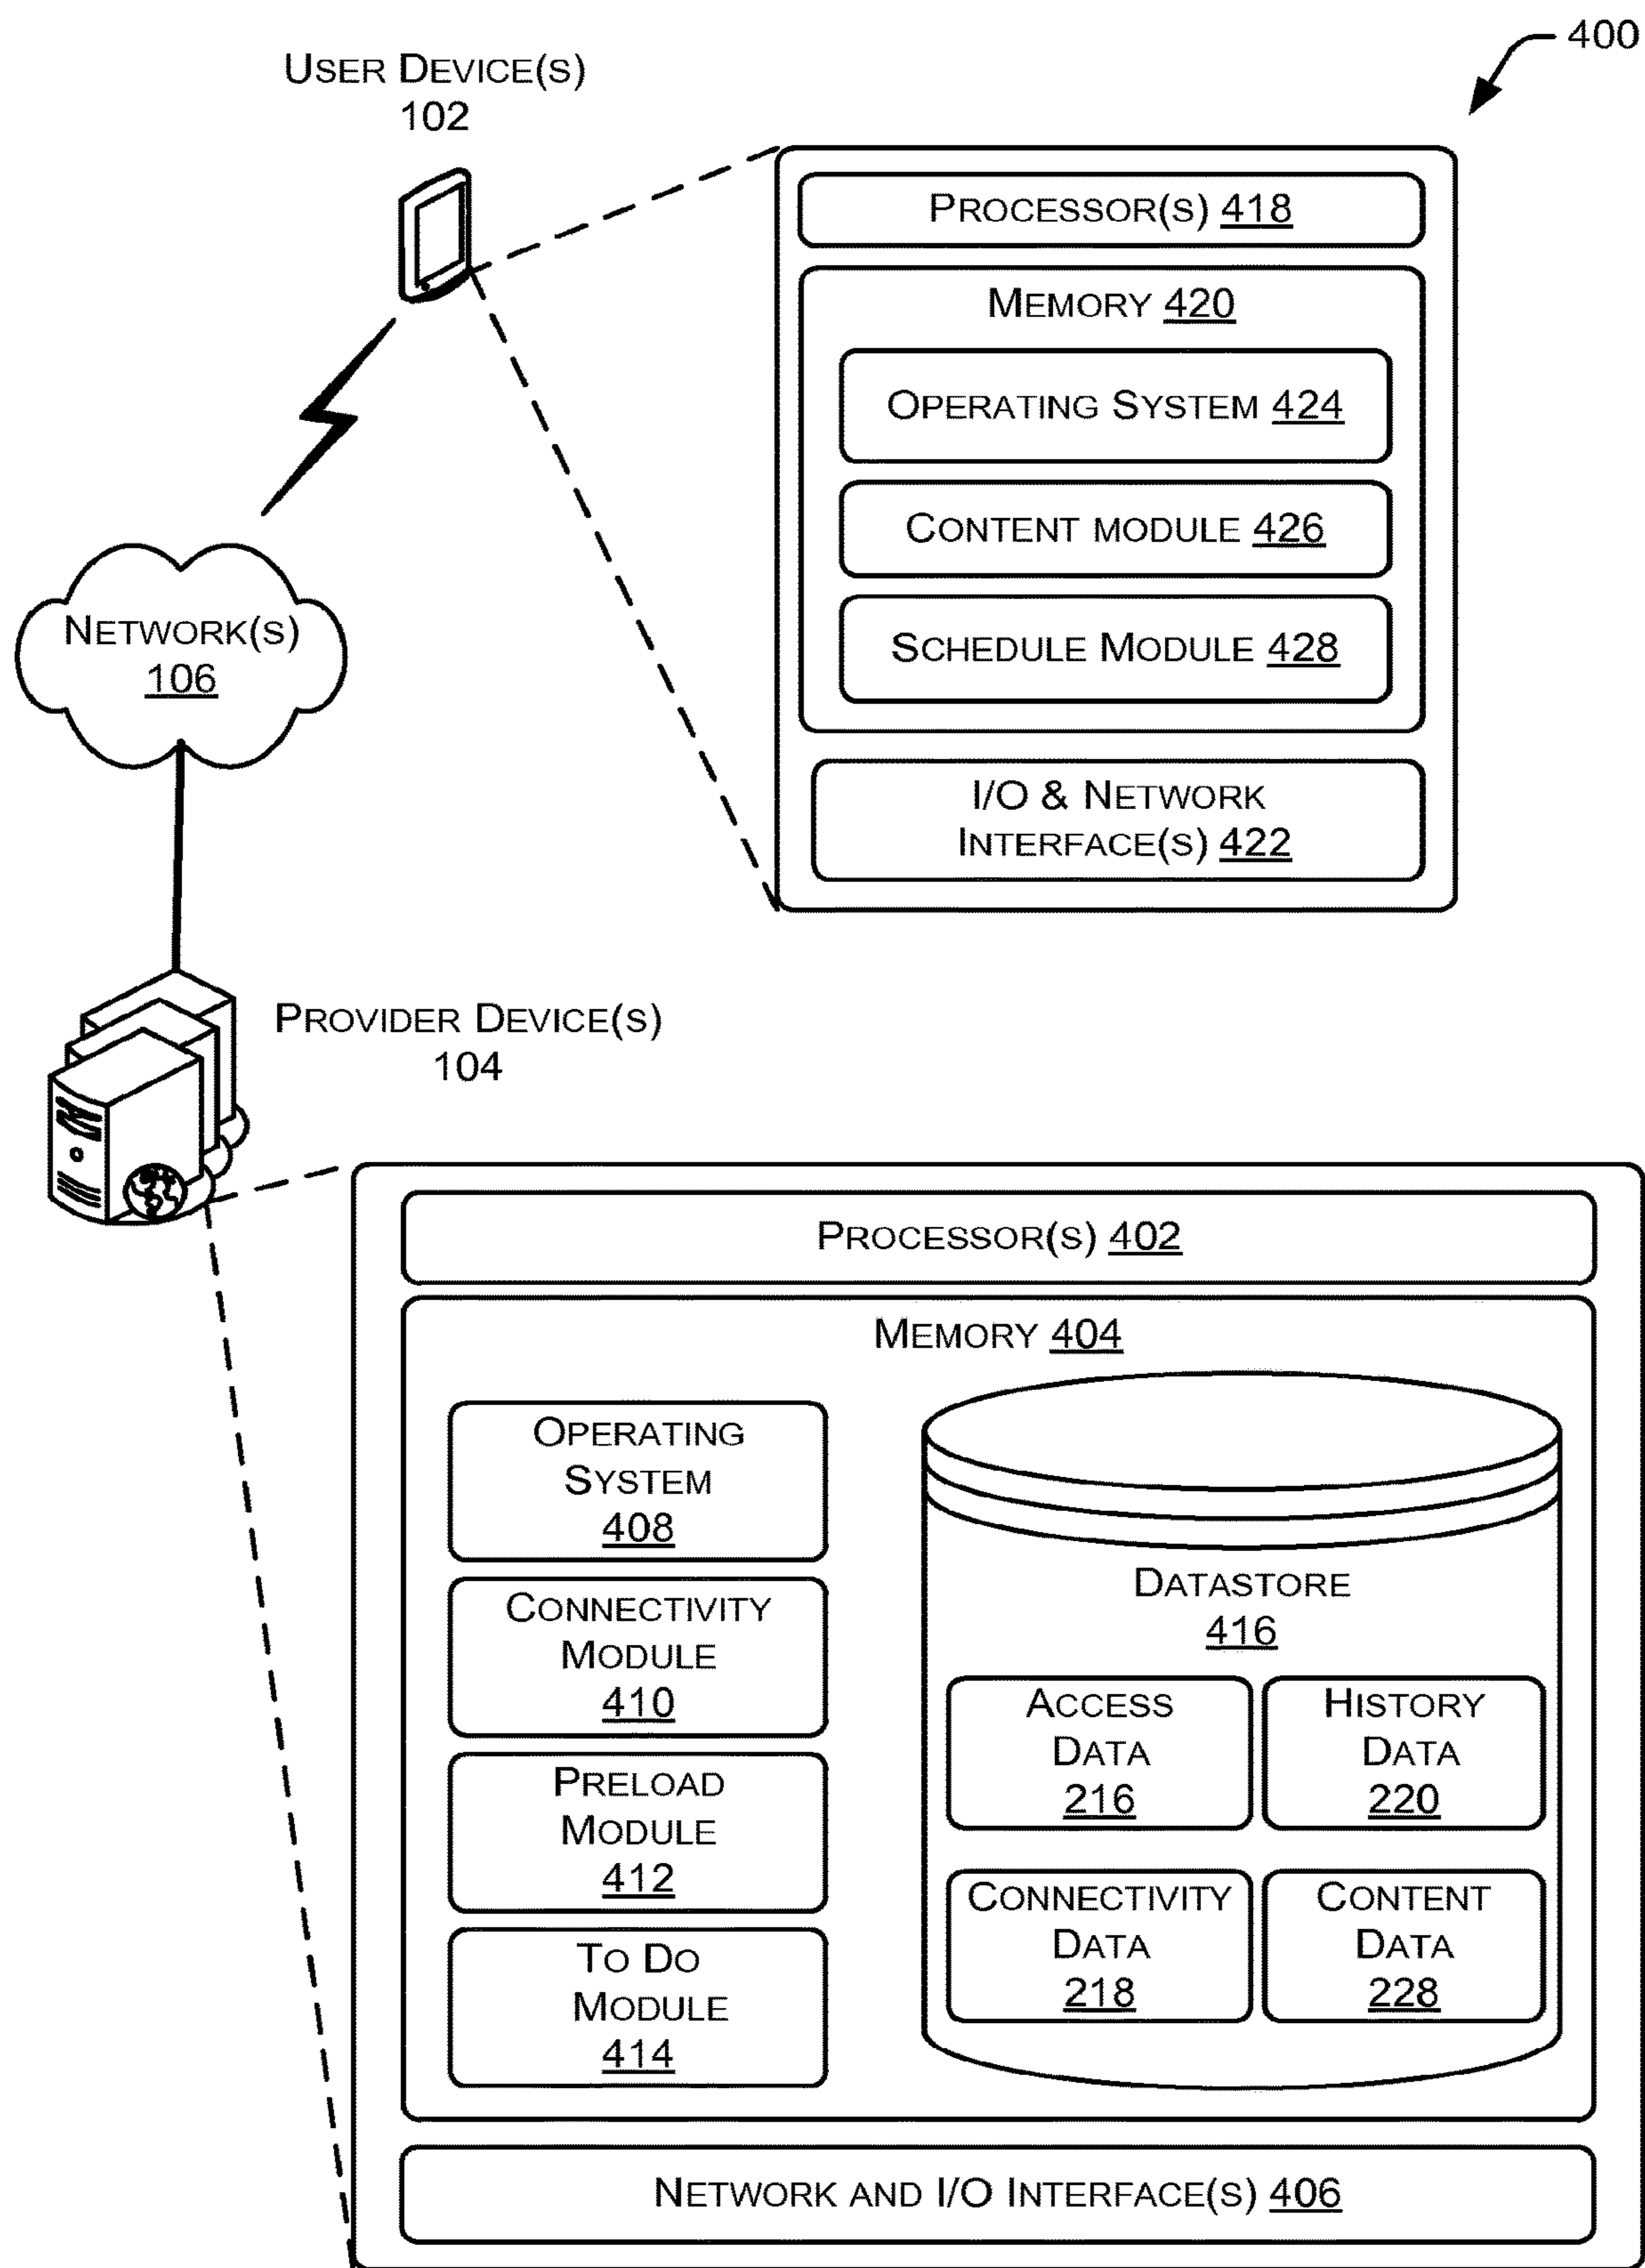 400
USER DEVICE(S)
102
PROCESSOR(S) 418
MEMORY 420
OPERATING SYSTEM 424
CONTENT MODULE 426
SCHEDULE MODULE 428
I/O & NETWORK
INTERFACE(S) 422
NETWORK(S)
106
PROVIDER DEVICE(S)
104
PROCESSOR(S) 402
MEMORY 404
OPERATING
SYSTEM
408
CONNECTIVITY
MODULE
410
PRELOAD
MODULE
412
TO DO
MODULE
414
DATASTORE
416
ACCESS
DATA
216
HISTORY
DATA
220
CONNECTIVITY
DATA
218
CONTENT
DATA
228
NETWORK AND I/O INTERFACE(S) 406